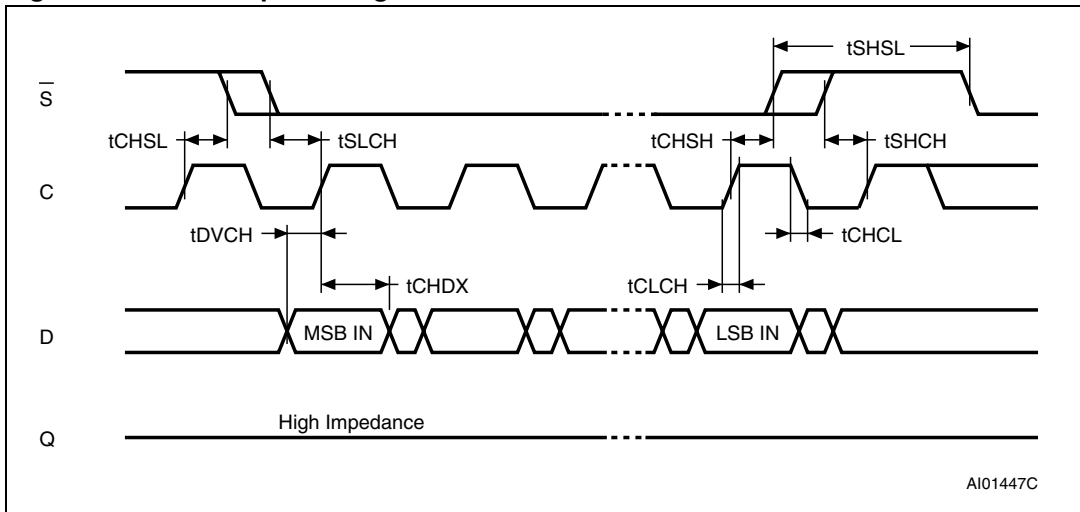 tSHSL
S
tCHSL
tSLCH
tCHSH
tSHCH
C
tDVCH
tCHCL
tCHDX
tCLCH
D
MSB IN
LSB IN
High Impedance
Q
AI01447C